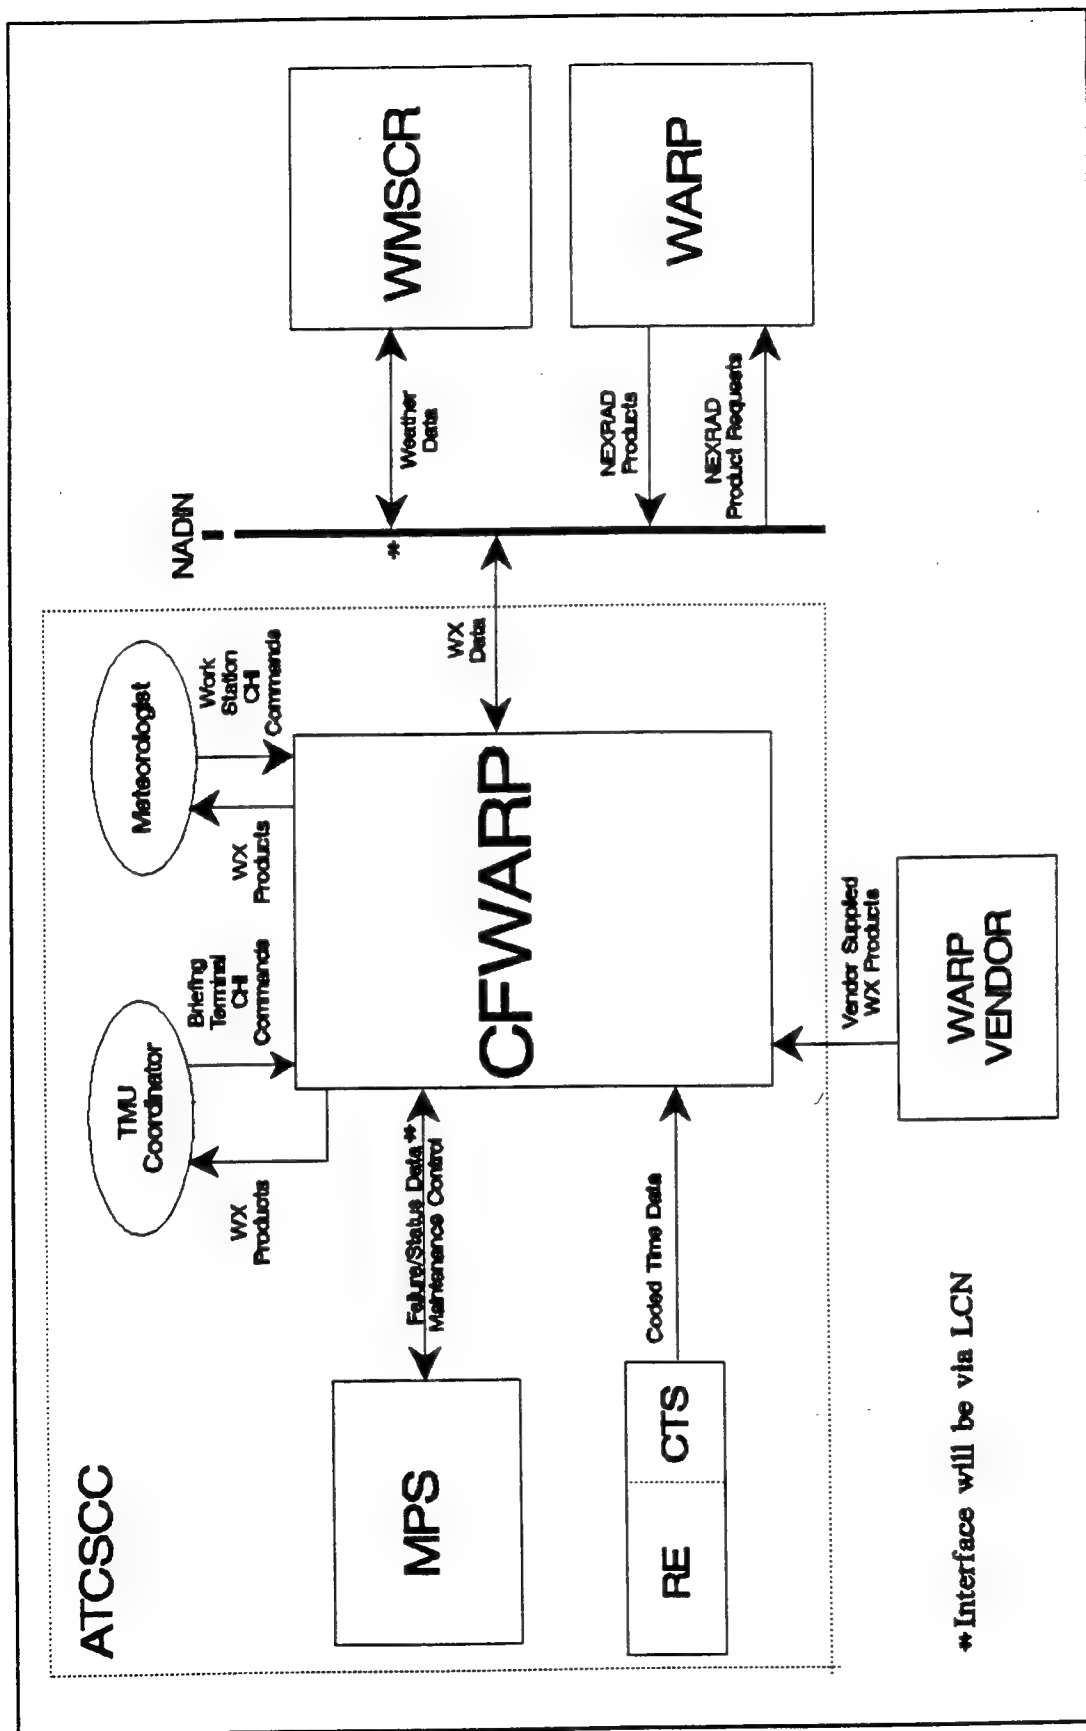 ATCSCC
TMU
Coordinator
Meteorologist
NADIN
WX
Products
Briefing
Terminal
CHI
Commands
WX
Products
Work
Station
CHI
Commands
MPS
Failure/Status Data*
Maintenance Control
CFWARP
WX
Data
*
Weather
Data
WMSCR
RE
CTS
Coded Time Data
NEXRAD
Products
NEXRAD
Product Requests
WARP
Vendor Supplied
WX Products
WARP
VENDOR
*Interface will be via LCN